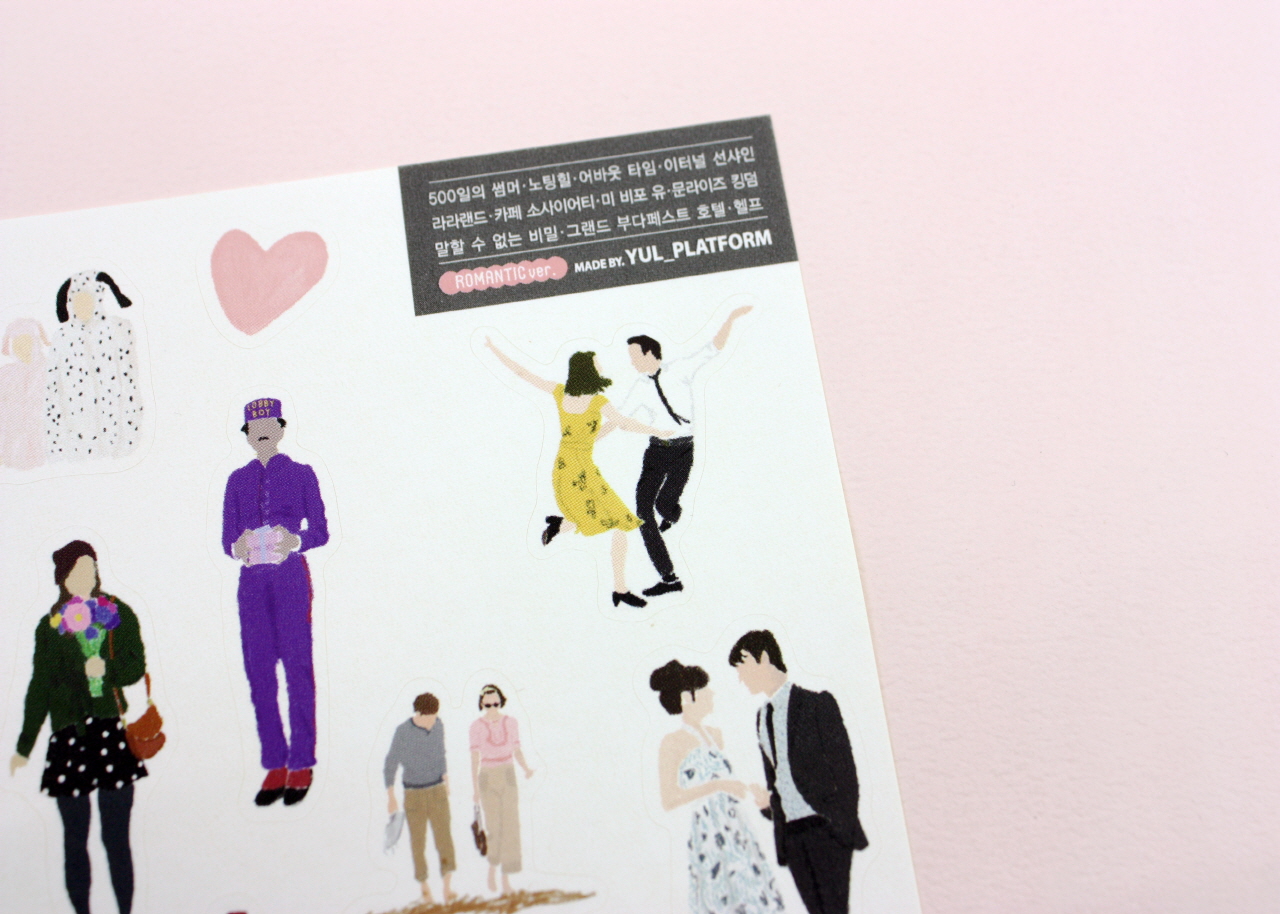 500일의 썸머·노팅힐·어바웃 타임·이터널 선샤인
라라랜드·카페 소사이어티·미 비포 유·문라이즈 킹덤
말할 수 없는 비밀·그랜드 부다페스트 호텔·헬프
ROMANTIC ver. MADE BY. YUL_PLATFORM
LOBBY
BOY